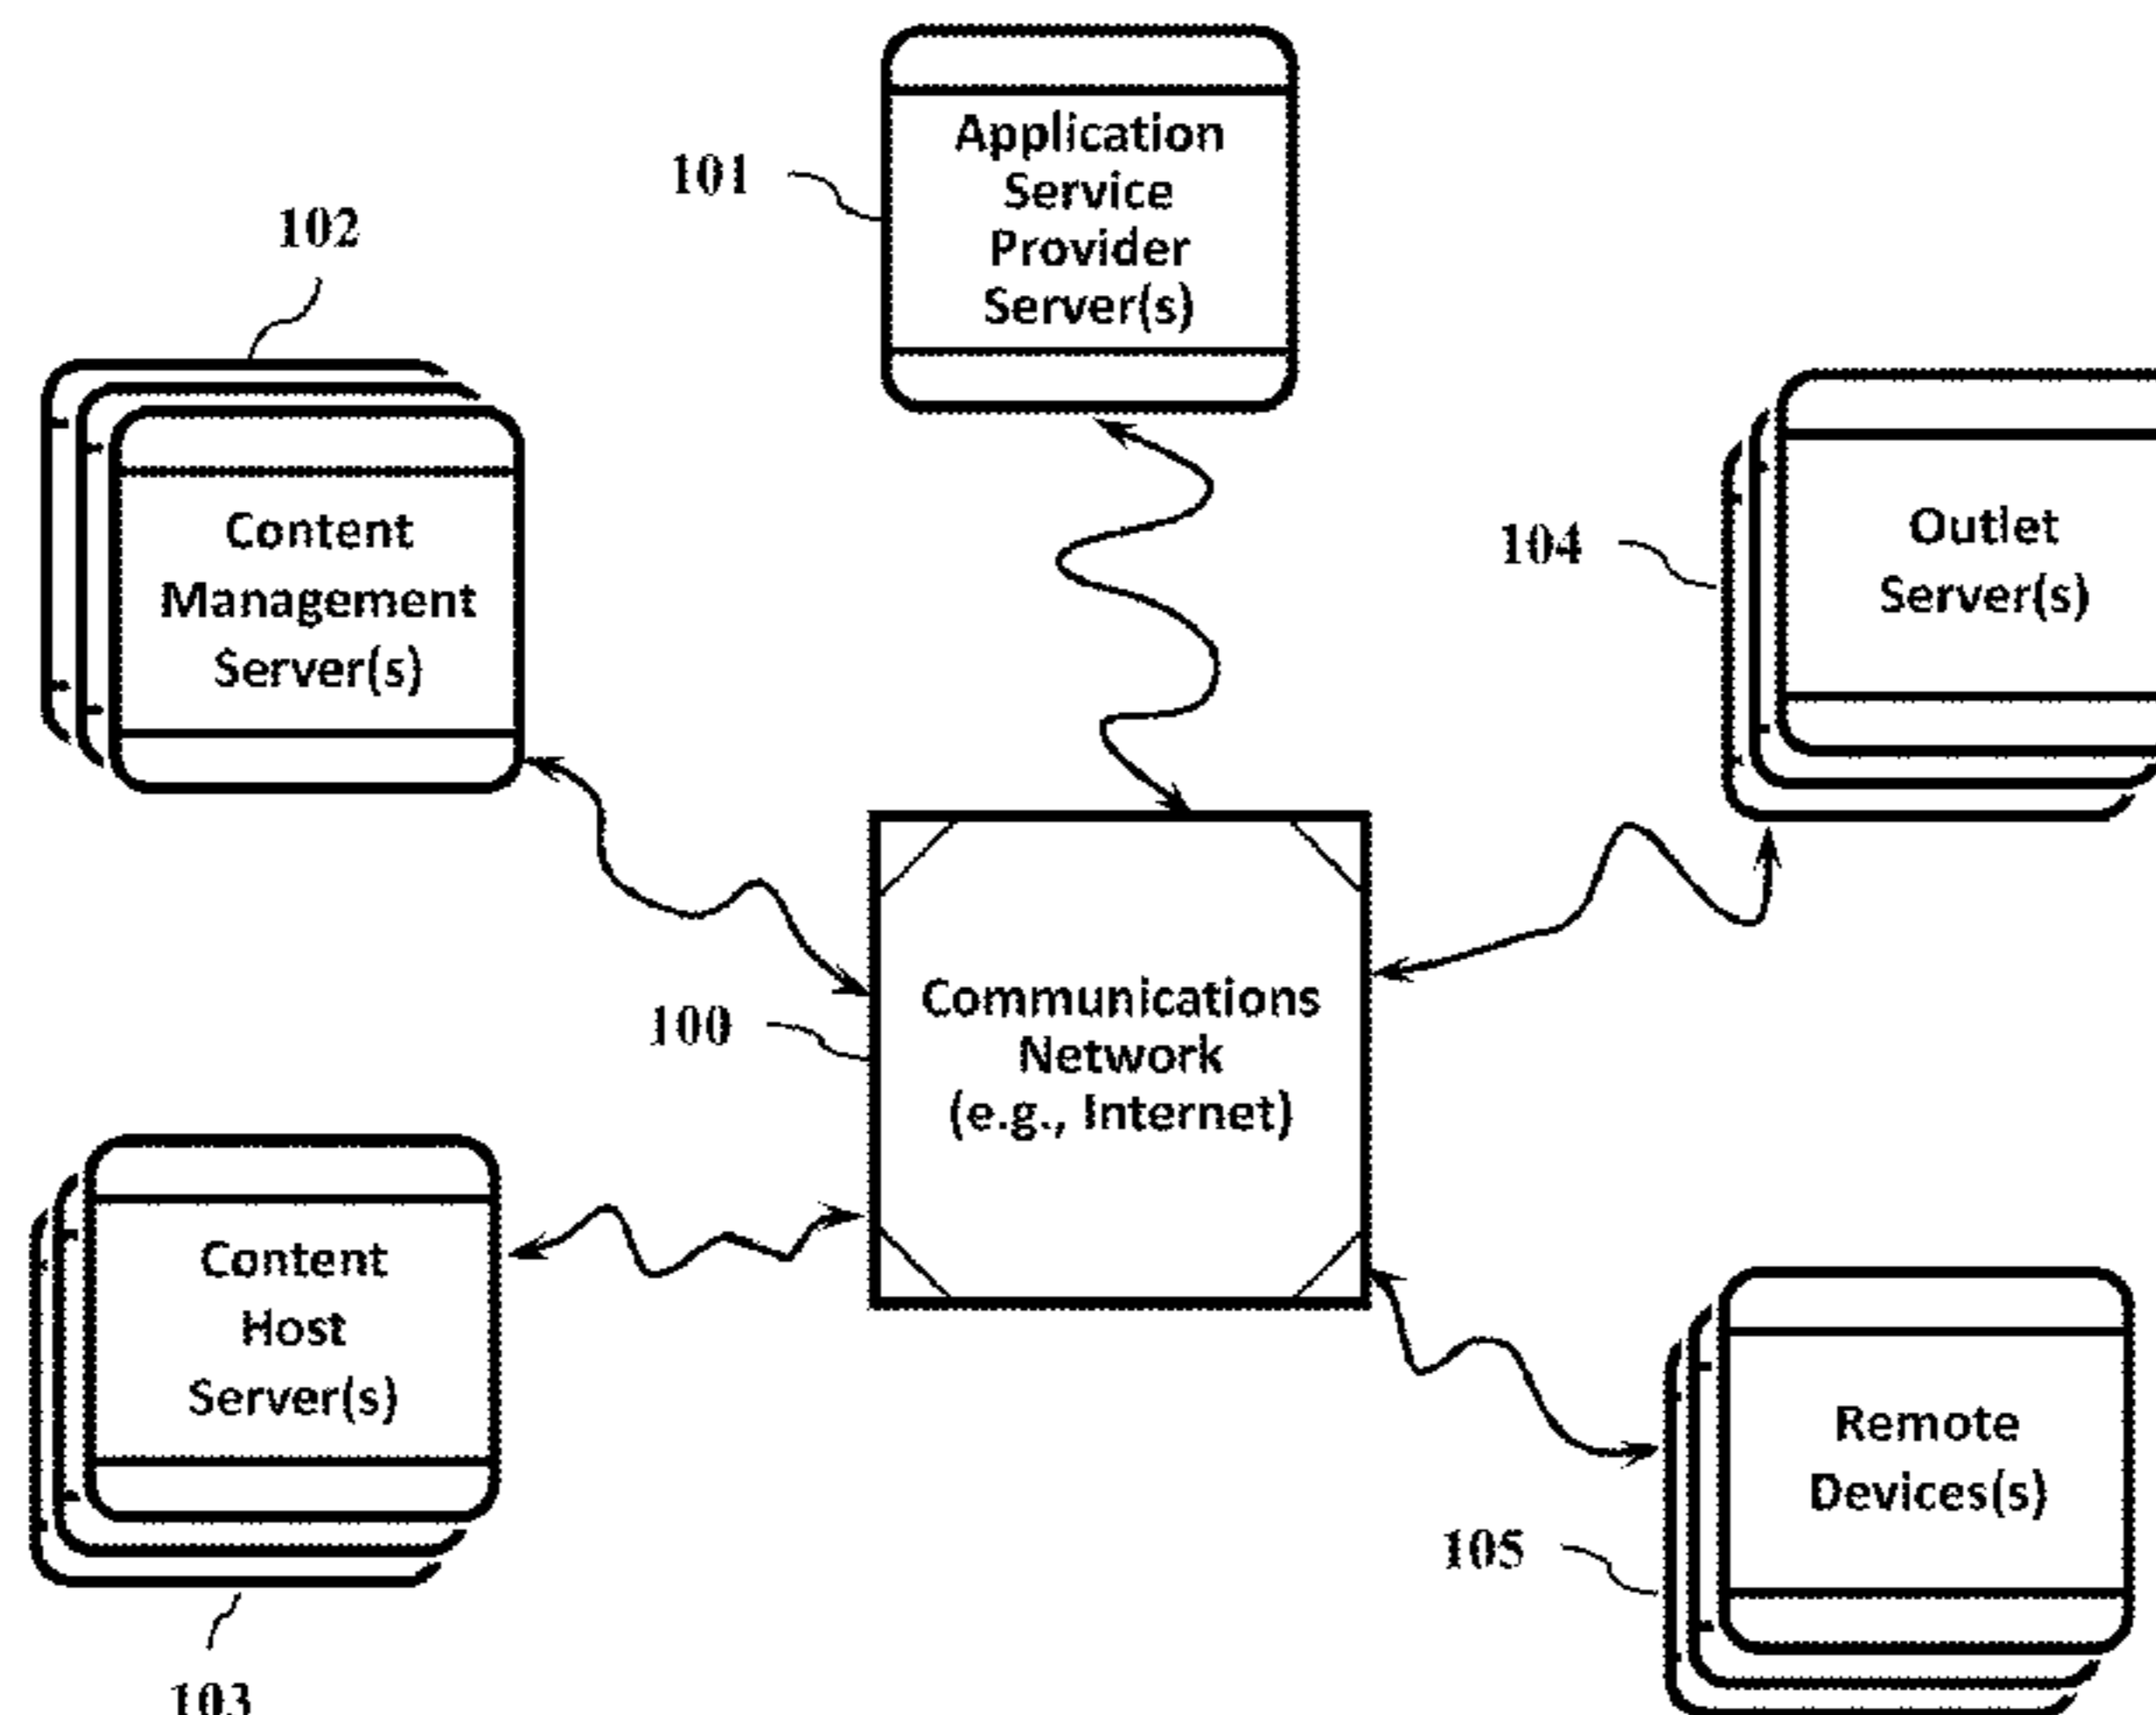 101
Application
Service
Provider
Server(s)
102
Content
Management
Server(s)
104
Outlet
Server(s)
100
Communications
Network
(e.g., Internet)
Content
Host
Server(s)
103
Remote
Devices(s)
105